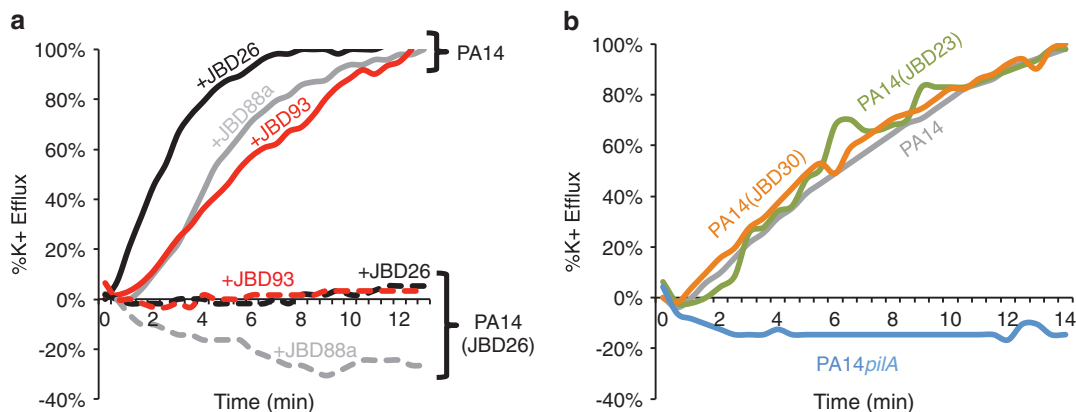 a
100%
80%
60%
40%
20%
0%
-20%
-40%
%K+ Efflux
0 2 4 6 8 10 12
Time (min)
+JBD26
+JBD88a
+JBD93
PA14
+JBD93
+JBD26
+JBD88a
PA14
(JBD26)
b
100%
80%
60%
40%
20%
0%
-20%
-40%
%K+ Efflux
0 2 4 6 8 10 12 14
Time (min)
PA14(JBD23)
PA14(JBD30)
PA14
PA14pilA